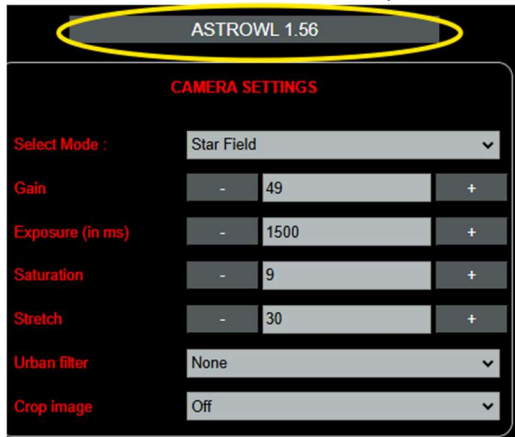 ASTROWL 1.56
CAMERA SETTINGS
Select Mode : Star Field
Gain - 49 +
Exposure (in ms) - 1500 +
Saturation - 9 +
Stretch - 30 +
Urban filter None
Crop image Off